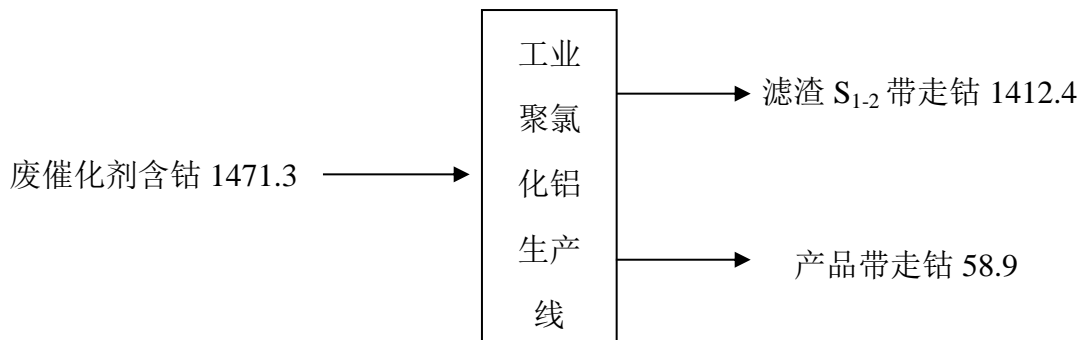 废催化剂含钴 1471.3
工业
聚氯
化铝
生产
线
滤渣 S1-2 带走钴 1412.4
产品带走钴 58.9